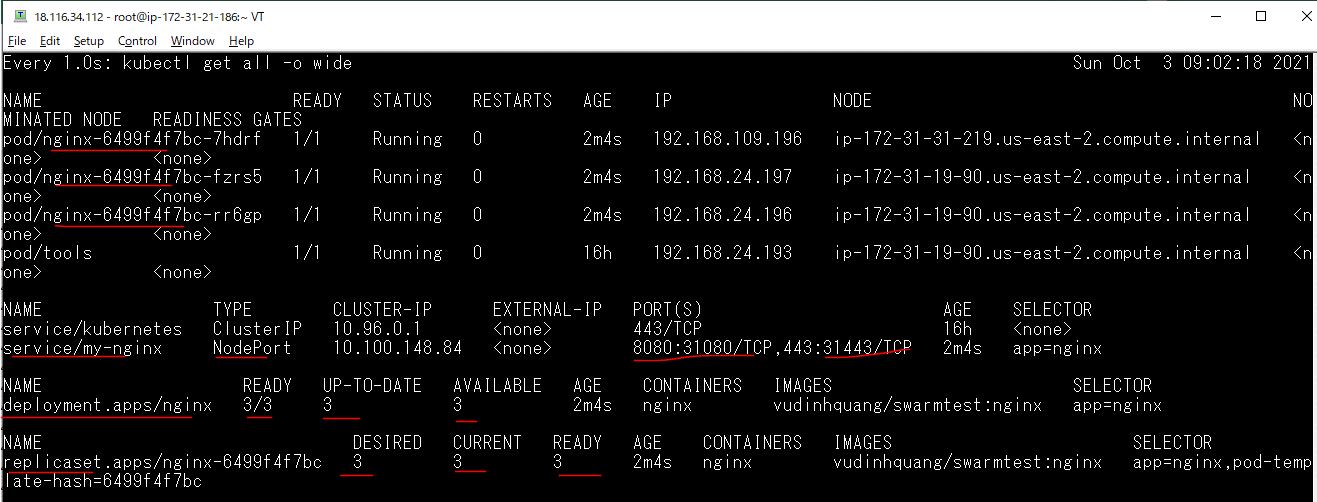 18.116.34.112 - root@ip-172-31-21-186:~ VT
File Edit Setup Control Window Help
Every 1.0s: kubectl get all -o wide Sun Oct 3 09:02:18 2021
NAME READY STATUS RESTARTS AGE IP NODE NO
MINATED NODE READINESS GATES
pod/nginx-6499f4f7bc-7hdrf 1/1 Running 0 2m4s 192.168.109.196 ip-172-31-31-219.us-east-2.compute.internal <n
one> <none>
pod/nginx-6499f4f7bc-fzrs5 1/1 Running 0 2m4s 192.168.24.197 ip-172-31-19-90.us-east-2.compute.internal <n
one> <none>
pod/nginx-6499f4f7bc-rr6gp 1/1 Running 0 2m4s 192.168.24.196 ip-172-31-19-90.us-east-2.compute.internal <n
one> <none>
pod/tools 1/1 Running 0 16h 192.168.24.193 ip-172-31-19-90.us-east-2.compute.internal <n
one> <none>
NAME TYPE CLUSTER-IP EXTERNAL-IP PORT(S) AGE SELECTOR
service/kubernetes ClusterIP 10.96.0.1 <none> 443/TCP 16h <none>
service/my-nginx NodePort 10.100.148.84 <none> 8080:31080/TCP,443:31443/TCP 2m4s app=nginx
NAME READY UP-TO-DATE AVAILABLE AGE CONTAINERS IMAGES SELECTOR
deployment.apps/nginx 3/3 3 3 2m4s nginx vudinhquang/swarmtest:nginx app=nginx
NAME DESIRED CURRENT READY AGE CONTAINERS IMAGES SELECTOR
replicaset.apps/nginx-6499f4f7bc 3 3 3 2m4s nginx vudinhquang/swarmtest:nginx app=nginx,pod-temp
late-hash=6499f4f7bc